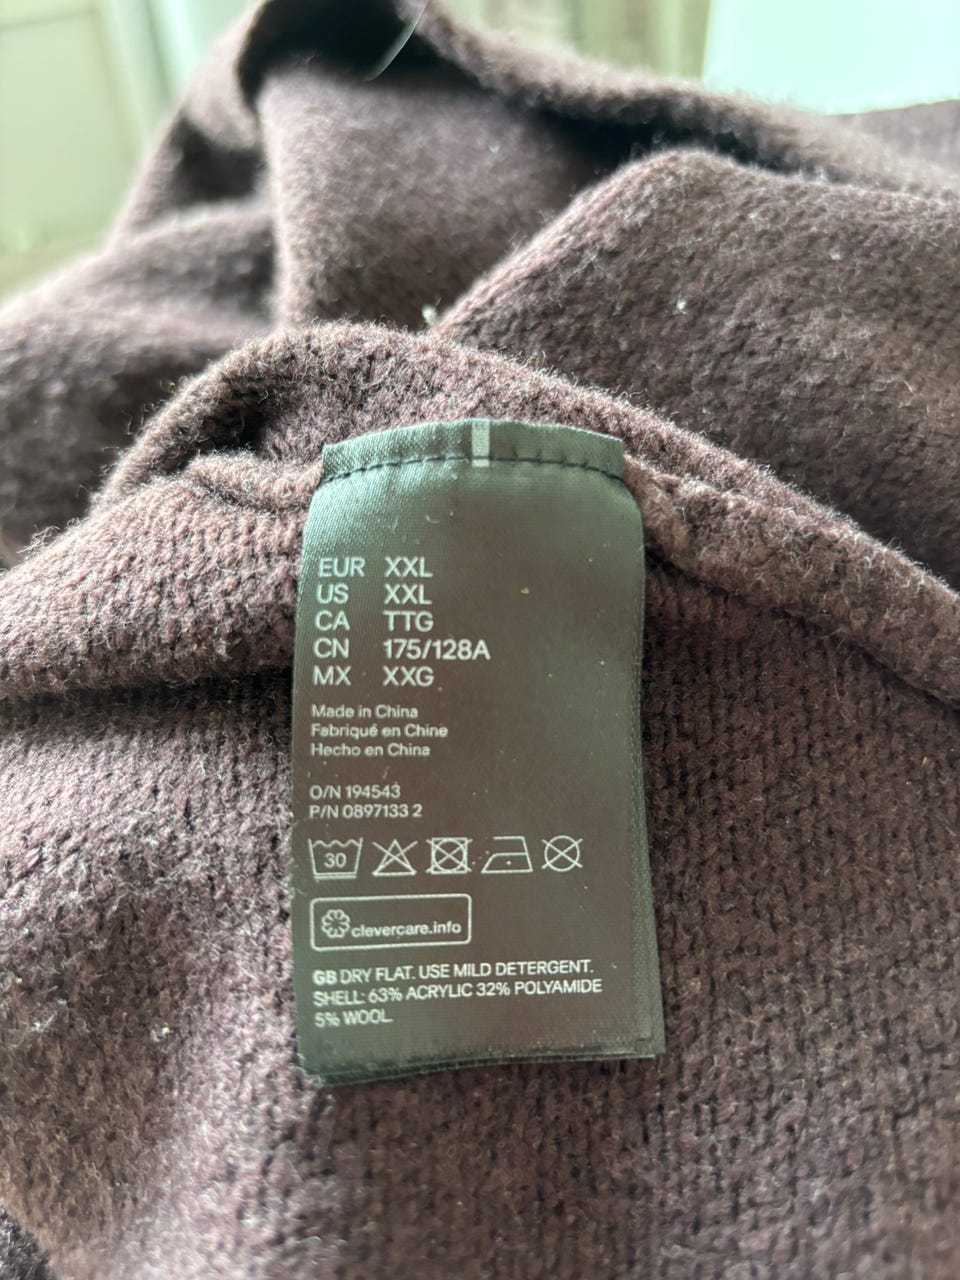 EUR XXL
US XXL
CA TTG
CN 175/128A
MX XXG
Made in China
Fabriqué en Chine
Hecho en China
O/N 194543
P/N 0897133 2
30
clevercare.info
GB DRY FLAT. USE MILD DETERGENT.
SHELL: 63% ACRYLIC 32% POLYAMIDE
5% WOOL